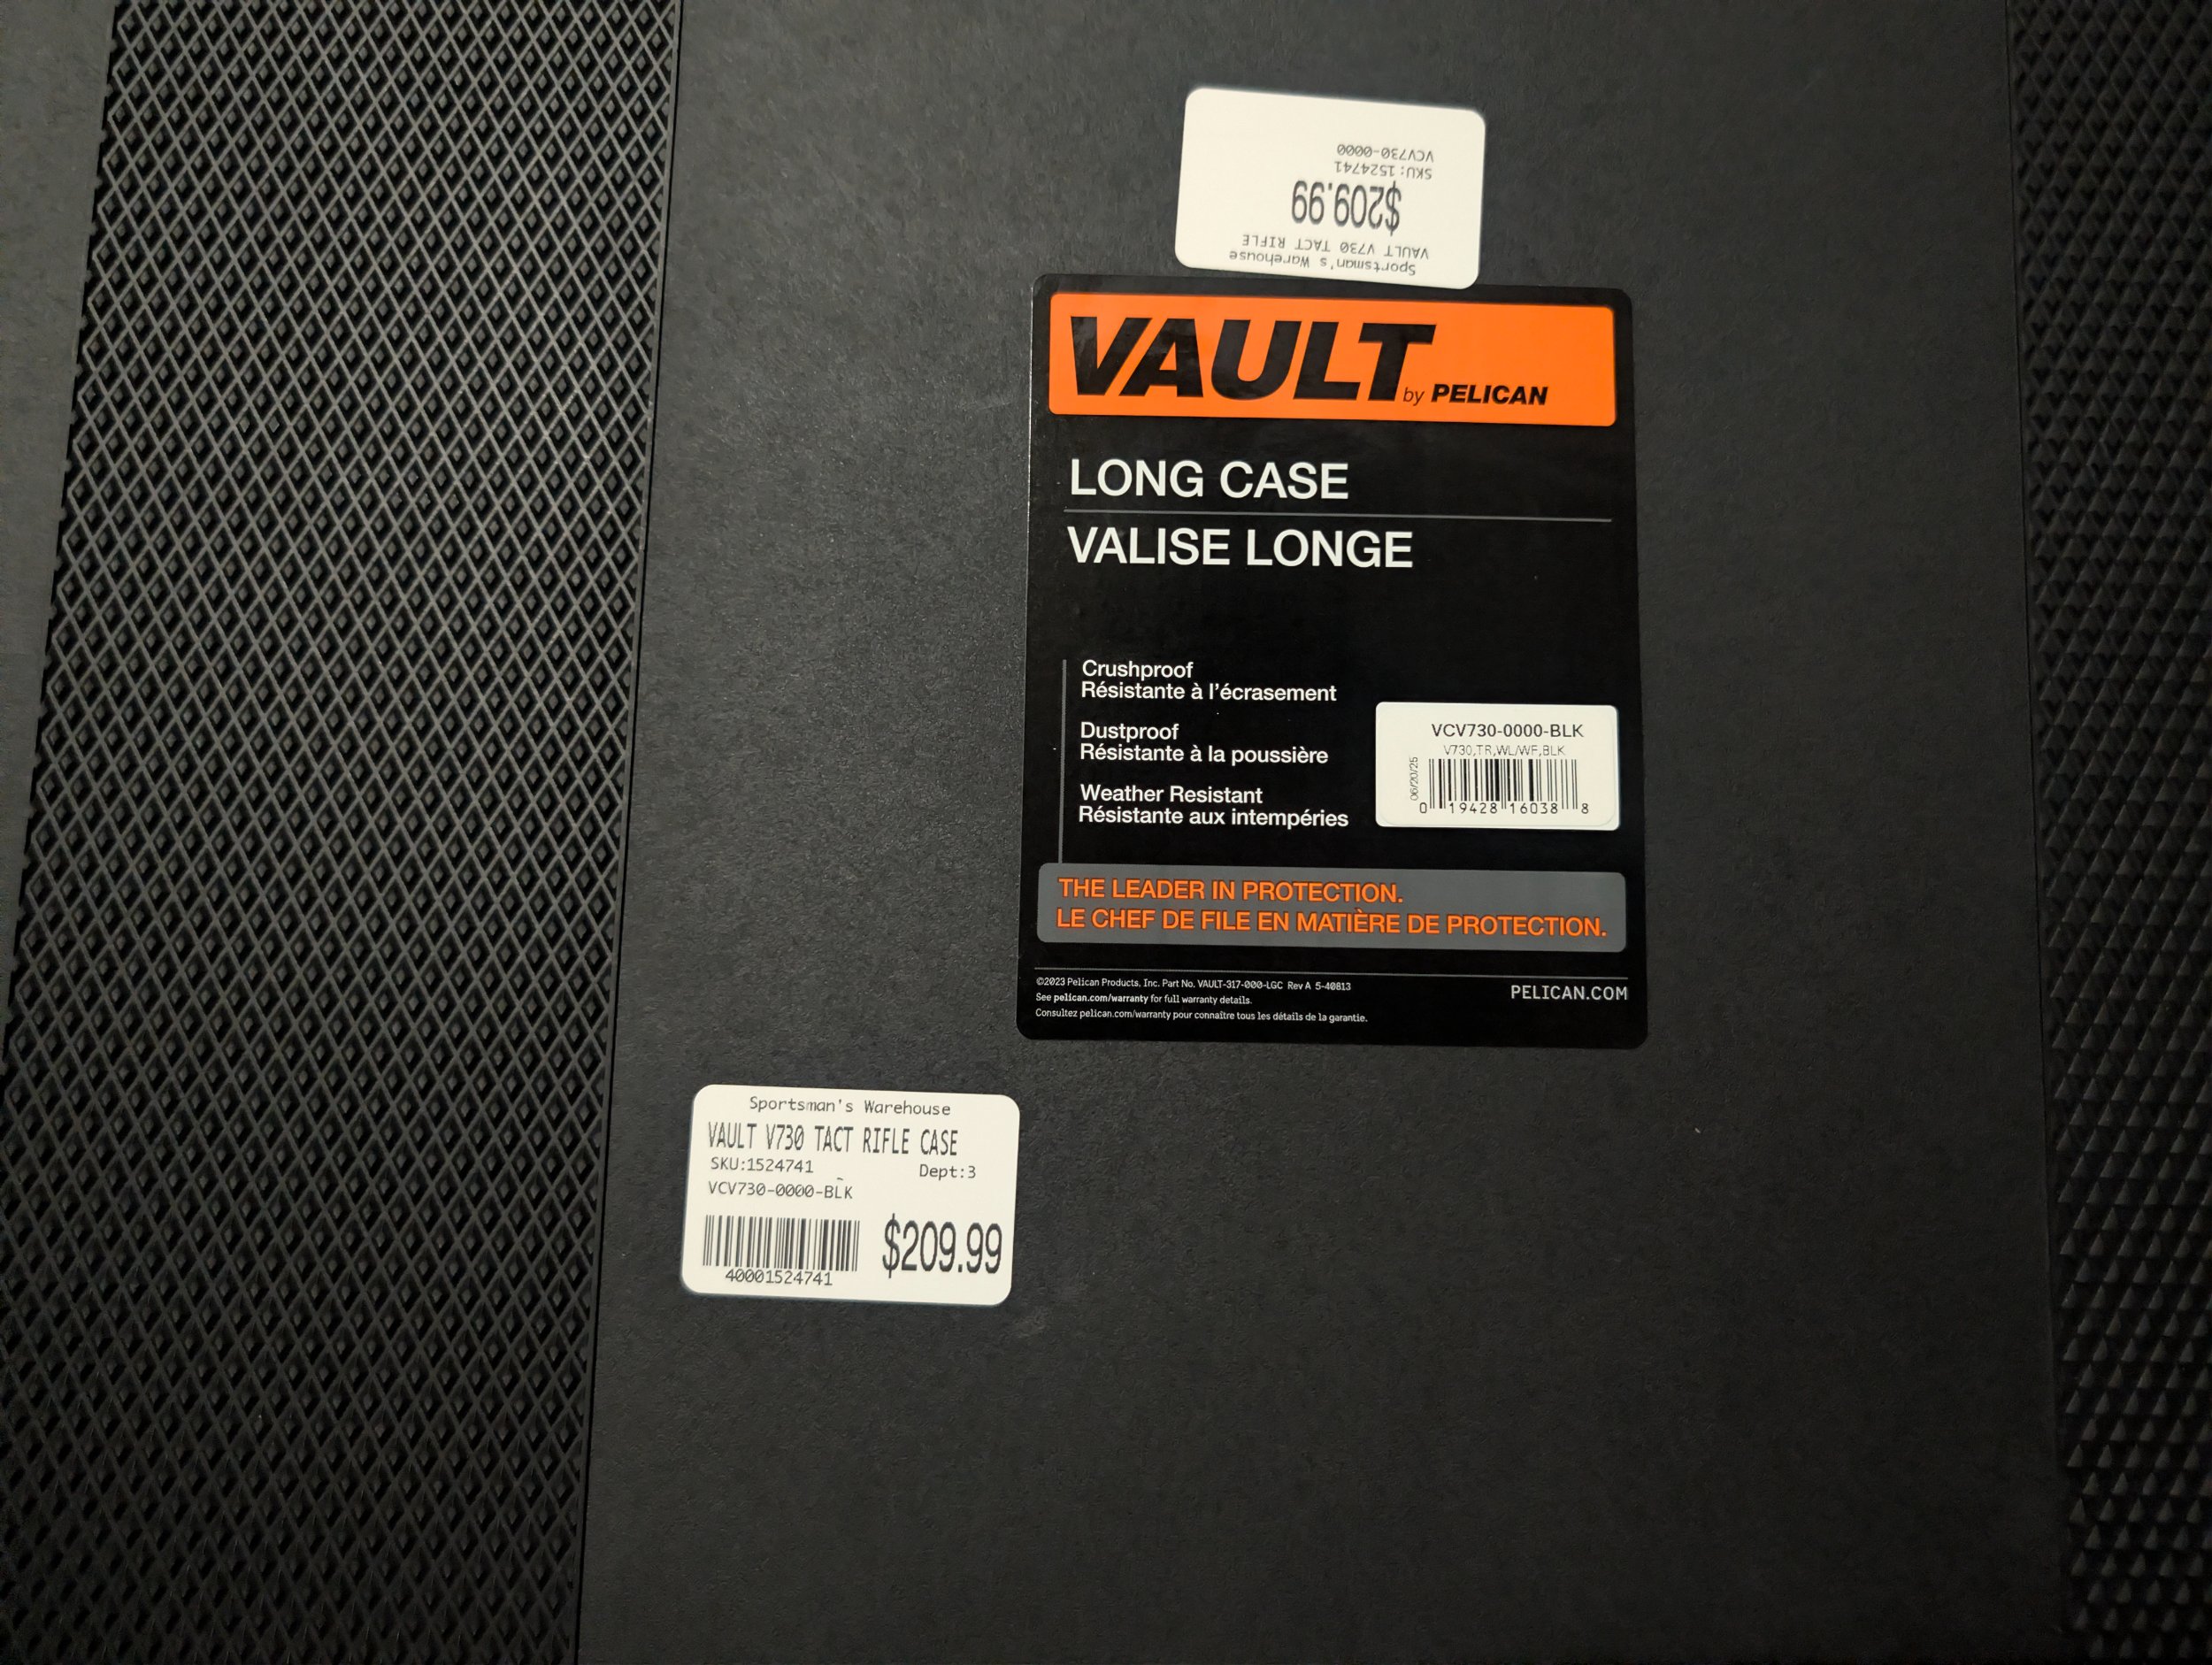 Sportsman's Warehouse
VAULT V730 TACT RIFLE
$209.99
SKU:1524741
VCV730-0000
VAULT
by PELICAN
LONG CASE
VALISE LONGE
Crushproof
Résistante à l'écrasement
Dustproof
Résistante à la poussière
Weather Resistant
Résistante aux intempéries
VCV730-0000-BLK
V730,TR,WL/WF,BLK
06/20/25
0 19428 16038 8
THE LEADER IN PROTECTION.
LE CHEF DE FILE EN MATIÈRE DE PROTECTION.
©2023 Pelican Products, Inc. Part No. VAULT-317-000-LGC Rev A 5-40813
See pelican.com/warranty for full warranty details.
Consultez pelican.com/warranty pour connaître tous les détails de la garantie.
PELICAN.COM
Sportsman's Warehouse
VAULT V730 TACT RIFLE CASE
SKU:1524741 Dept:3
VCV730-0000-BLK
40001524741
$209.99